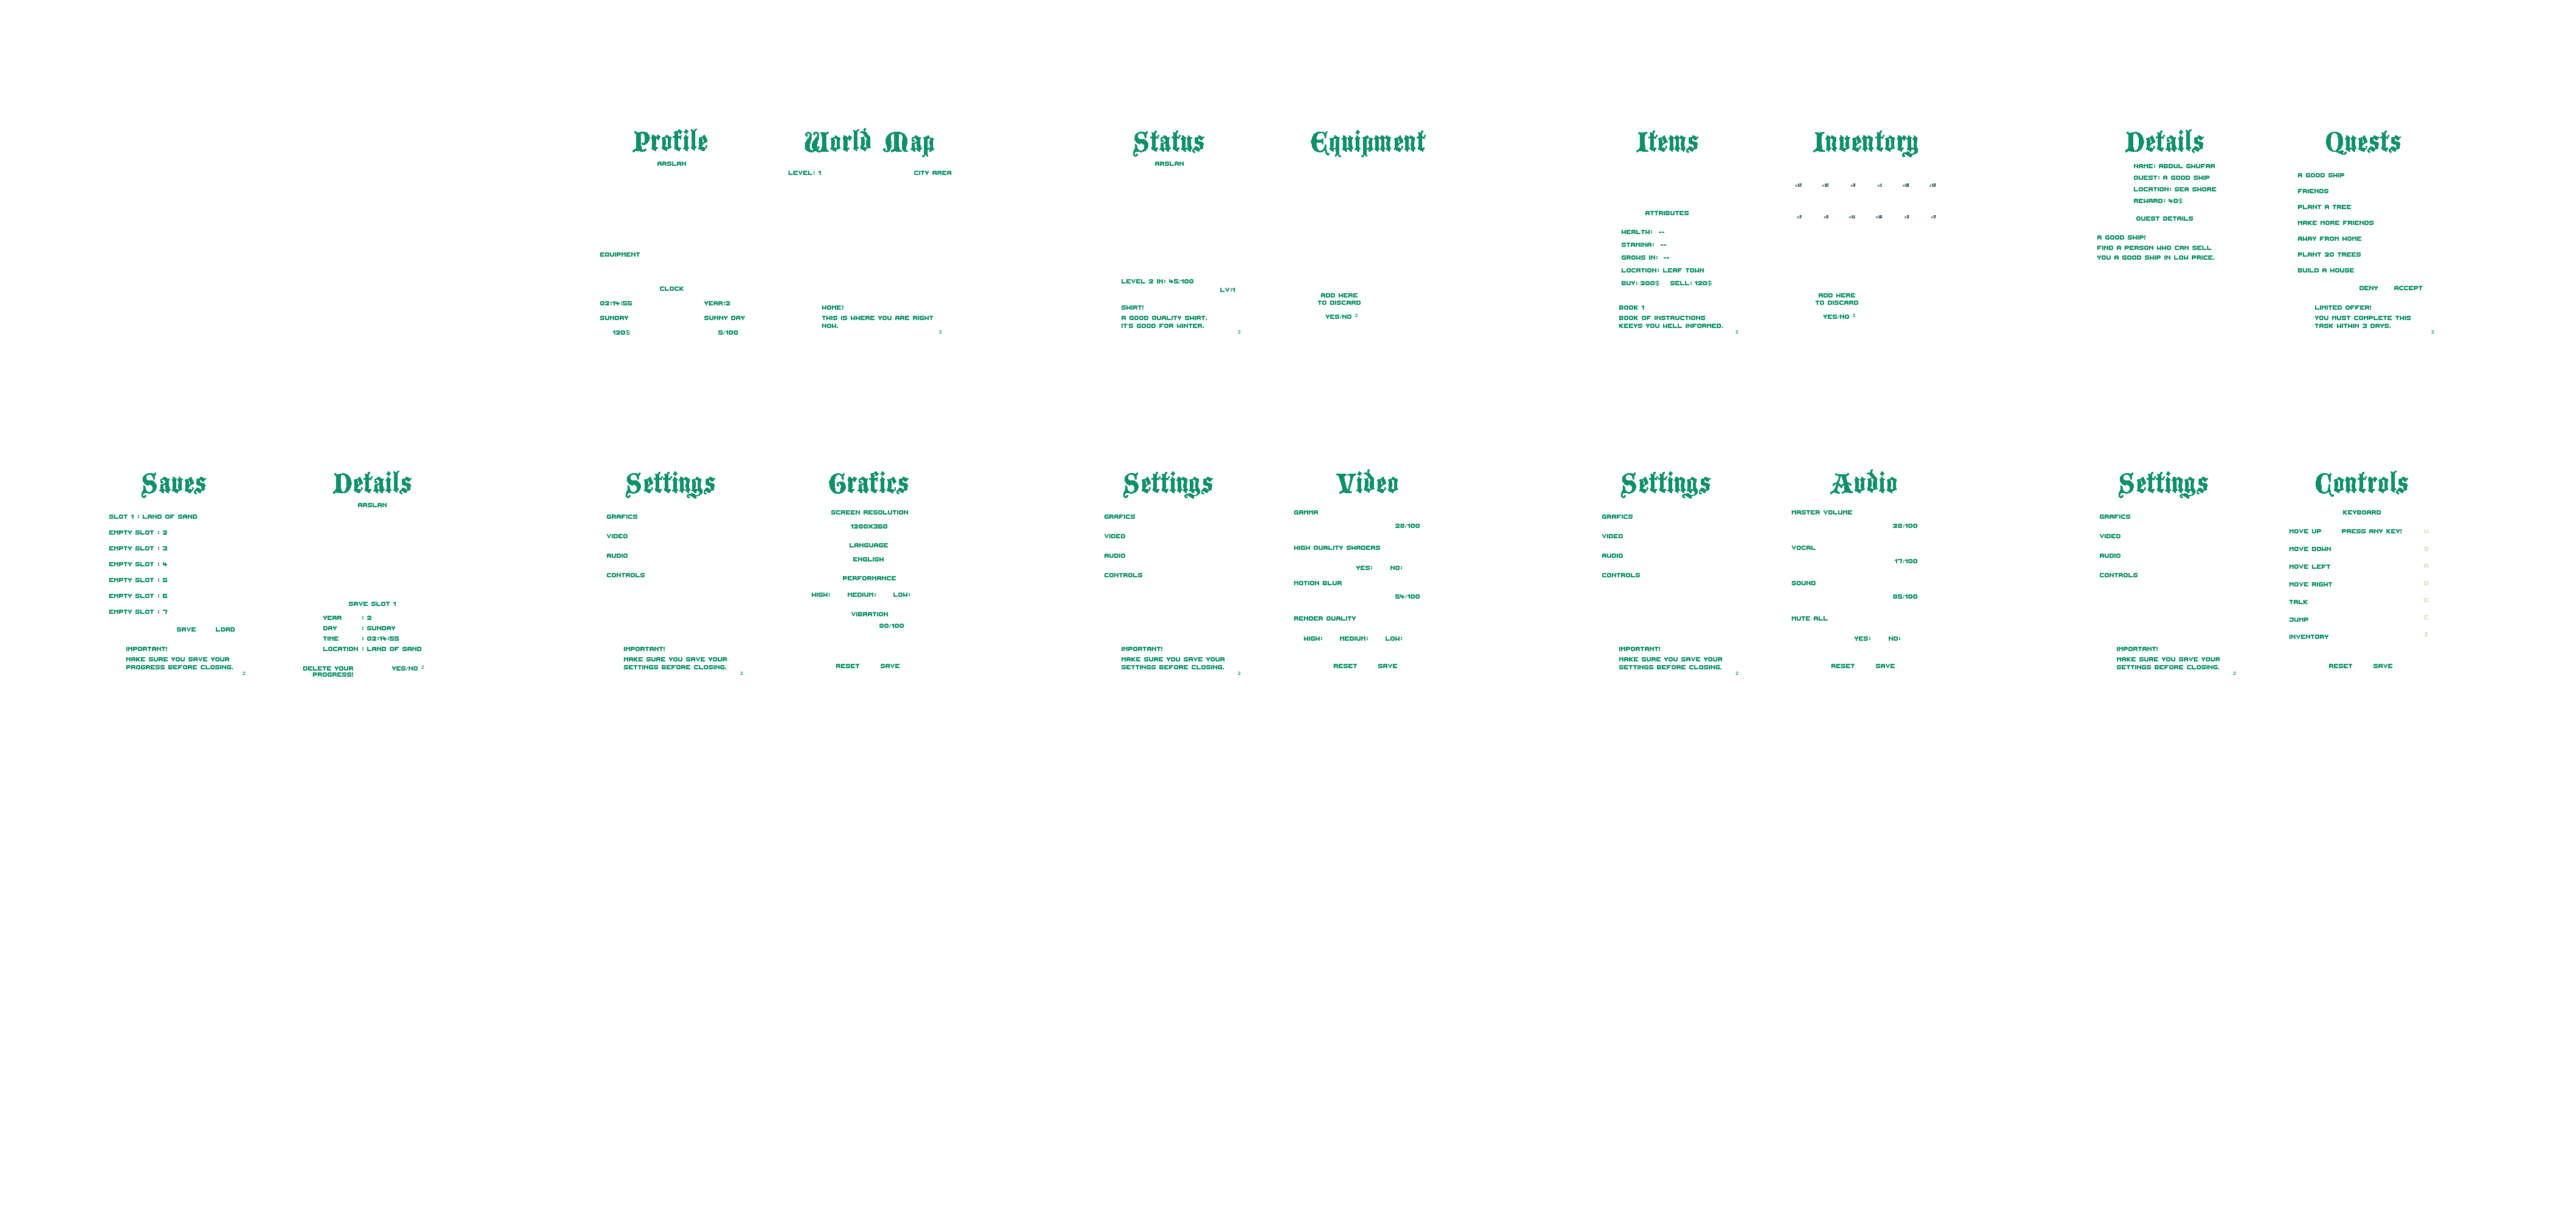 Profile
ARSLAN
EQUIPMENT
CLOCK
02:14:55 YEAR:2
SUNDAY SUNNY DAY
120$ 5/100
World Map
LEVEL: 1 CITY AREA
HOME!
THIS IS WHERE YOU ARE RIGHT
NOW.
2
Status
ARSLAN
LEVEL 2 IN: 45/100
LV:1
SHIRT!
A GOOD QUALITY SHIRT.
IT'S GOOD FOR WINTER.
2
Equipment
ADD HERE
TO DISCARD
YES/NO 2
Items
ATTRIBUTES
HEALTH: --
STAMINA: --
GROWS IN: --
LOCATION: LEAF TOWN
BUY: 200$ SELL: 120$
BOOK 1
BOOK OF INSTRUCTIONS
KEEYS YOU WELL INFORMED.
2
Inventory
ADD HERE
TO DISCARD
YES/NO 2
Details
NAME: ABDUL GHUFAR
QUEST: A GOOD SHIP
LOCATION: SEA SHORE
REWARD: 40$
QUEST DETAILS
A GOOD SHIP!
FIND A PERSON WHO CAN SELL
YOU A GOOD SHIP IN LOW PRICE.
Quests
A GOOD SHIP
FRIENDS
PLANT A TREE
MAKE MORE FRIENDS
AWAY FROM HOME
PLANT 20 TREES
BUILD A HOUSE
DENY ACCEPT
LIMITED OFFER!
YOU MUST COMPLETE THIS
TASK WITHIN 3 DAYS.
2
Saves
SLOT 1 : LAND OF SAND
EMPTY SLOT : 2
EMPTY SLOT : 3
EMPTY SLOT : 4
EMPTY SLOT : 5
EMPTY SLOT : 6
EMPTY SLOT : 7
SAVE LOAD
IMPORTANT!
MAKE SURE YOU SAVE YOUR
PROGRESS BEFORE CLOSING.
2
Details
ARSLAN
SAVE SLOT 1
YEAR : 2
DAY : SUNDAY
TIME : 02:14:55
LOCATION : LAND OF SAND
DELETE YOUR YES/NO 2
PROGRESS!
Settings
GRAFICS
VIDEO
AUDIO
CONTROLS
IMPORTANT!
MAKE SURE YOU SAVE YOUR
SETTINGS BEFORE CLOSING.
2
Grafics
SCREEN RESOLUTION
1280X360
LANGUAGE
ENGLISH
PERFORMANCE
HIGH: MEDIUM: LOW:
VIBRATION
80/100
RESET SAVE
Settings
GRAFICS
VIDEO
AUDIO
CONTROLS
IMPORTANT!
MAKE SURE YOU SAVE YOUR
SETTINGS BEFORE CLOSING.
2
Video
GAMMA
28/100
HIGH QUALITY SHADERS
YES: NO:
MOTION BLUR
54/100
RENDER QUALITY
HIGH: MEDIUM: LOW:
RESET SAVE
Settings
GRAFICS
VIDEO
AUDIO
CONTROLS
IMPORTANT!
MAKE SURE YOU SAVE YOUR
SETTINGS BEFORE CLOSING.
2
Audio
MASTER VOLUME
28/100
VOCAL
17/100
SOUND
85/100
MUTE ALL
YES: NO:
RESET SAVE
Settings
GRAFICS
VIDEO
AUDIO
CONTROLS
IMPORTANT!
MAKE SURE YOU SAVE YOUR
SETTINGS BEFORE CLOSING.
2
Controls
KEYBOARD
MOVE UP PRESS ANY KEY! W
MOVE DOWN
MOVE LEFT A
MOVE RIGHT D
TALK E
JUMP C
INVENTORY
RESET SAVE